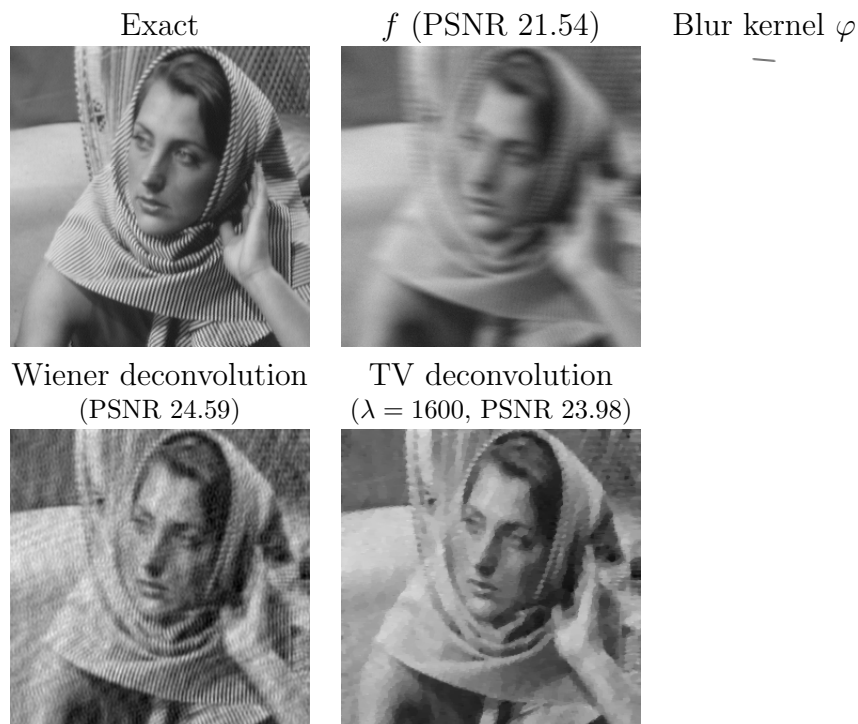 Exact
f (PSNR 21.54)
Blur kernel φ
Wiener deconvolution
(PSNR 24.59)
TV deconvolution
(λ = 1600, PSNR 23.98)